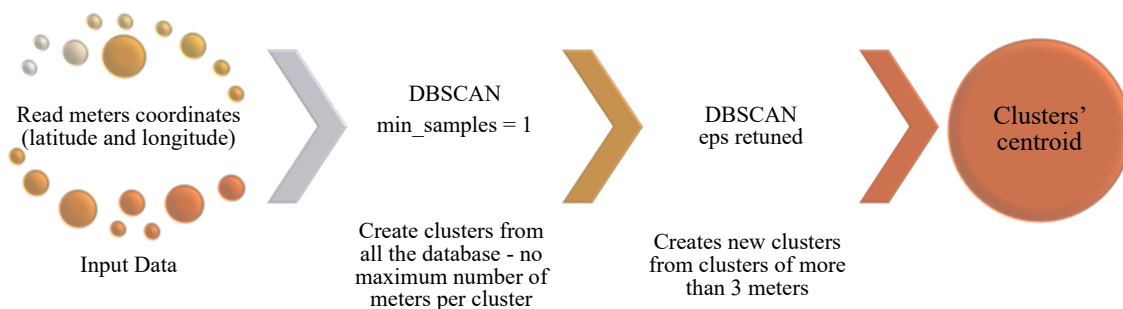 Read meters coordinates
(latitude and longitude)
Input Data
DBSCAN
min_samples = 1
Create clusters from
all the database - no
maximum number of
meters per cluster
DBSCAN
eps retuned
Creates new clusters
from clusters of more
than 3 meters
Clusters’
centroid